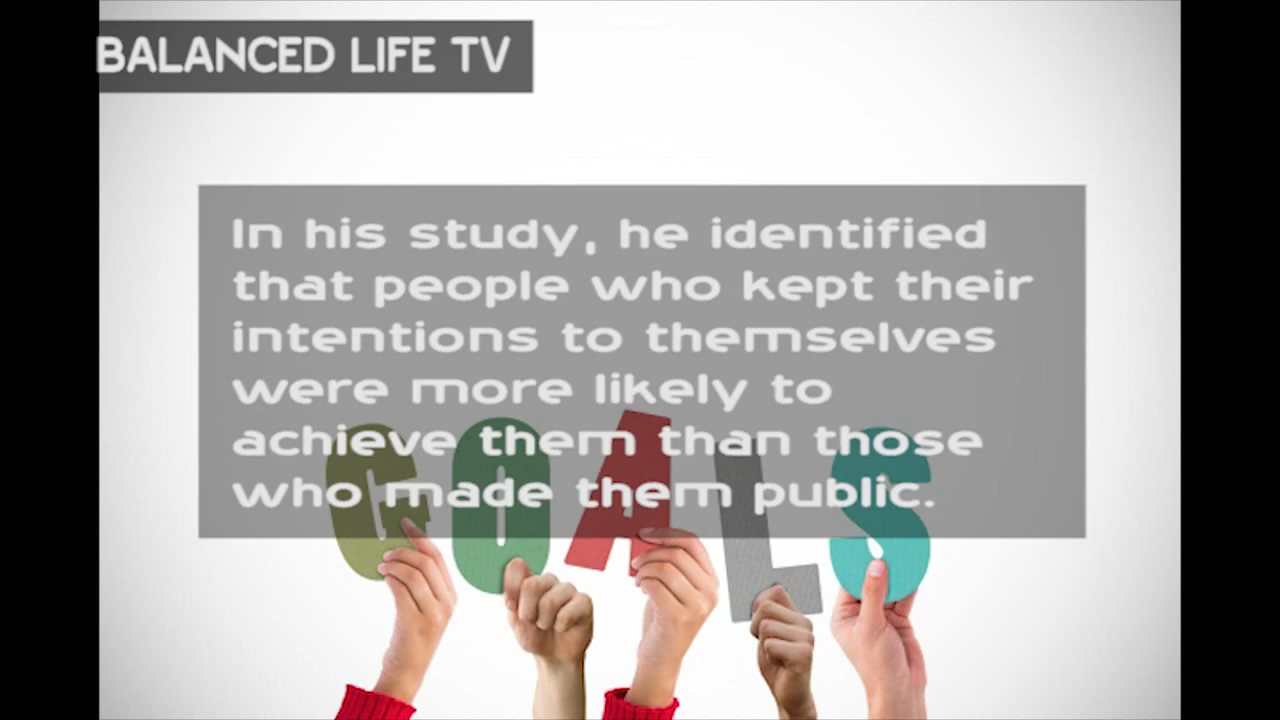 BALANCED LIFE TV
In his study, he identified
that people who kept their
intentions to themselves
were more likely to
achieve them than those
who made them public.
GOALS